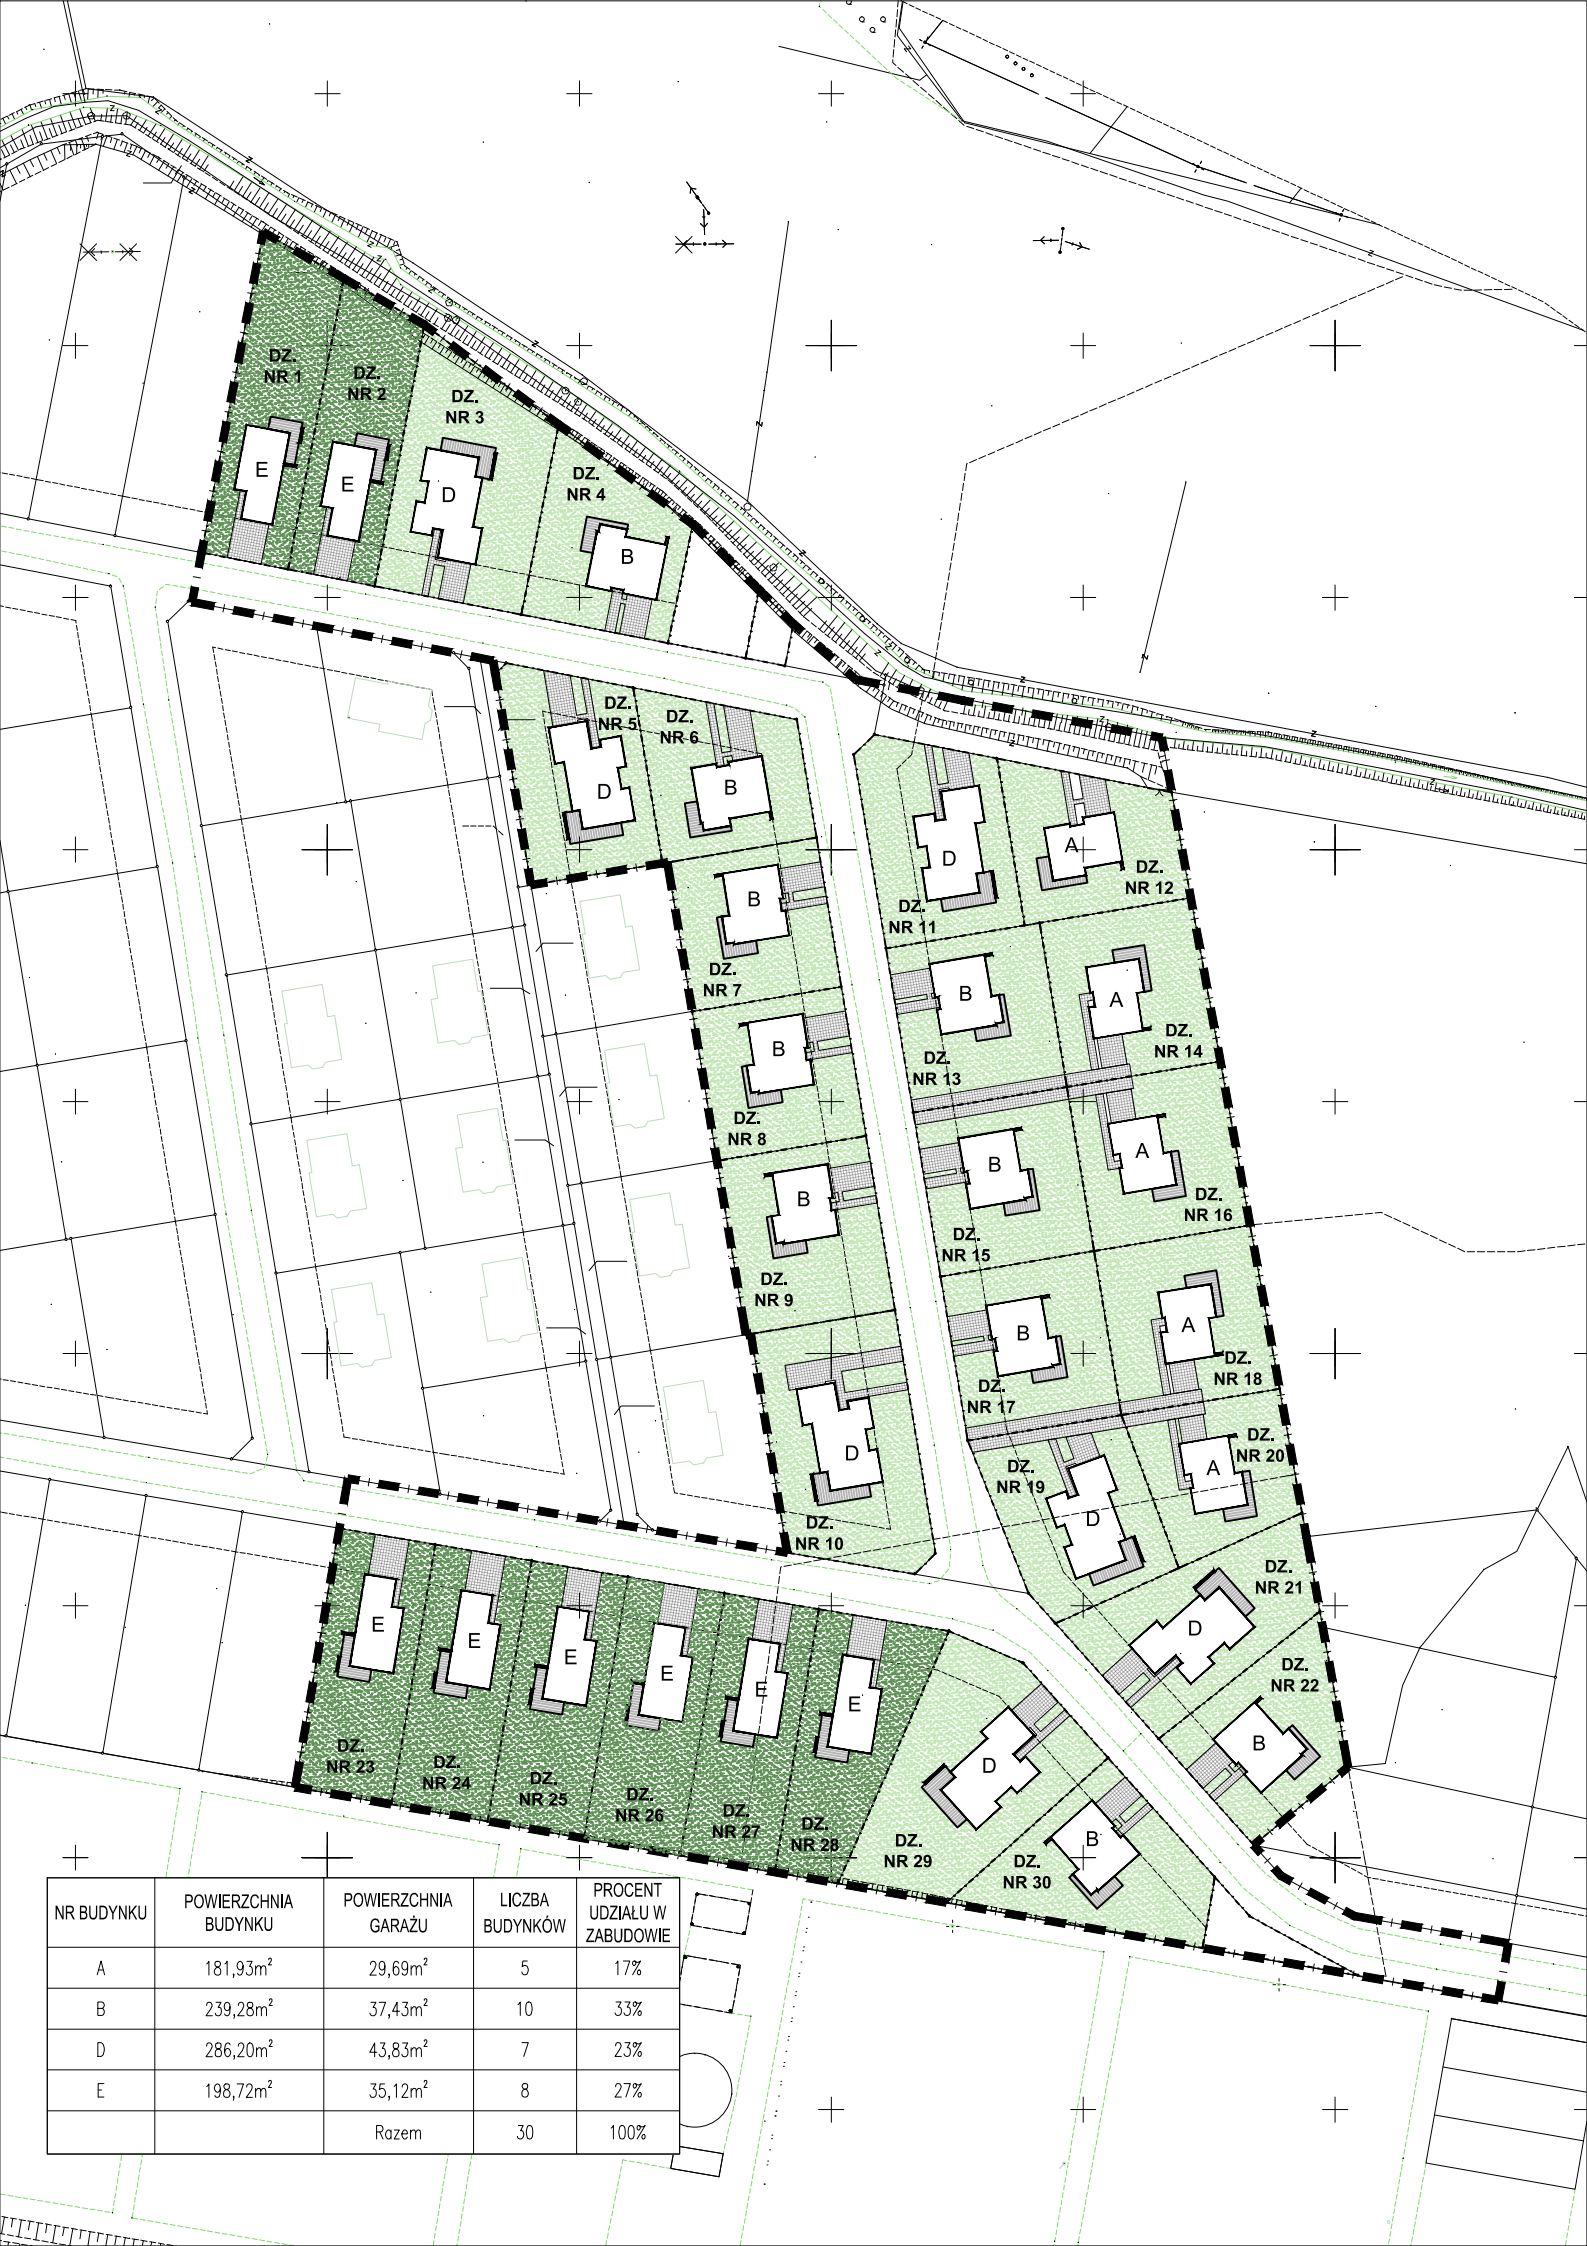 DZ.
NR 1
DZ.
NR 2
DZ.
NR 3
DZ.
NR 4
E
E
D
B
DZ.
NR 5
DZ.
NR 6
D
B
D
A
DZ.
NR 12
DZ.
NR 11
B
DZ.
NR 7
B
A
DZ.
NR 14
DZ.
NR 13
B
DZ.
NR 8
B
A
DZ.
NR 16
DZ.
NR 15
B
DZ.
NR 9
B
A
DZ.
NR 18
DZ.
NR 17
D
DZ.
NR 10
DZ.
NR 19
A
DZ.
NR 20
D
DZ.
NR 21
D
DZ.
NR 22
B
E
E
E
E
E
E
DZ.
NR 23
DZ.
NR 24
DZ.
NR 25
DZ.
NR 26
DZ.
NR 27
DZ.
NR 28
D
DZ.
NR 29
B
DZ.
NR 30
NR BUDYNKU
POWIERZCHNIA
BUDYNKU
POWIERZCHNIA
GARAŻU
LICZBA
BUDYNKÓW
PROCENT
UDZIAŁU W
ZABUDOWIE
A 181,93m² 29,69m² 5 17%
B 239,28m² 37,43m² 10 33%
D 286,20m² 43,83m² 7 23%
E 198,72m² 35,12m² 8 27%
Razem 30 100%